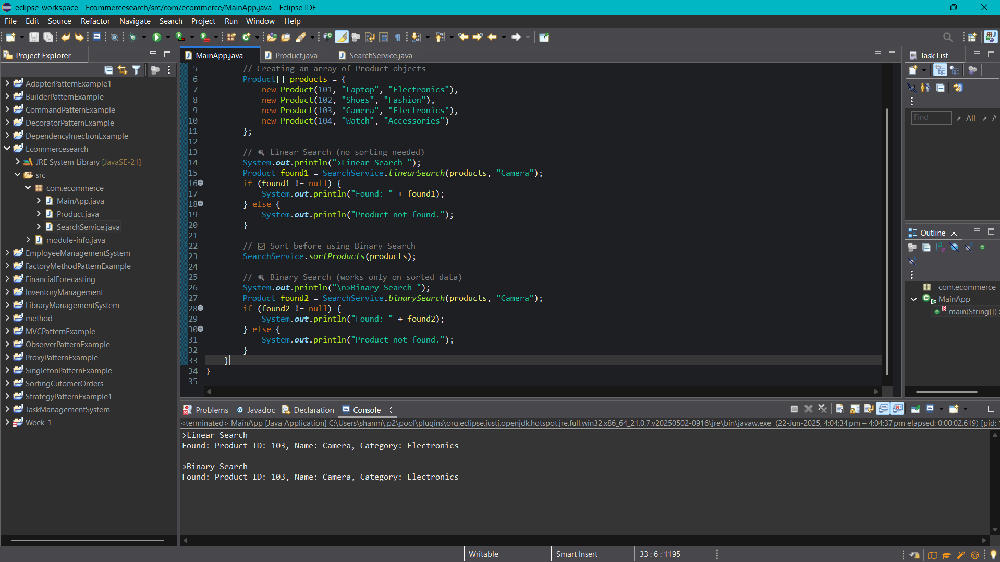 eclipse-workspace - Ecommercesearch/src/com/ecommerce/MainApp.java - Eclipse IDE
File Edit Source Refactor Navigate Search Project Run Window Help
Project Explorer
AdapterPatternExample1
BuilderPatternExample
CommandPatternExample
DecoratorPatternExample
DependencyInjectionExample
Ecommercesearch
JRE System Library [JavaSE-21]
src
com.ecommerce
MainApp.java
Product.java
SearchService.java
module-info.java
EmployeeManagementSystem
FactoryMethodPatternExample
FinancialForecasting
InventoryManagement
LibraryManagementSystem
method
MVCPatternExample
ObserverPatternExample
ProxyPatternExample
SingletonPatternExample
SortingCutomerOrders
StrategyPatternExample1
TaskManagementSystem
Week_1
MainApp.java Product.java SearchService.java
5 // Creating an array of Product objects
6 Product[] products = {
7 new Product(101, "Laptop", "Electronics"),
8 new Product(102, "Shoes", "Fashion"),
9 new Product(103, "Camera", "Electronics"),
10 new Product(104, "Watch", "Accessories")
11 };
12
13 // 🔍 Linear Search (no sorting needed)
14 System.out.println(">Linear Search ");
15 Product found1 = SearchService.linearSearch(products, "Camera");
16 if (found1 != null) {
17 System.out.println("Found: " + found1);
18 } else {
19 System.out.println("Product not found.");
20 }
21
22 // ☑ Sort before using Binary Search
23 SearchService.sortProducts(products);
24
25 // 🔍 Binary Search (works only on sorted data)
26 System.out.println("\n>Binary Search ");
27 Product found2 = SearchService.binarySearch(products, "Camera");
28 if (found2 != null) {
29 System.out.println("Found: " + found2);
30 } else {
31 System.out.println("Product not found.");
32 }
33 }
34 }
35
Task List
Find All A
Outline
com.ecommerce
MainApp
main(String[]) :
Problems Javadoc Declaration Console
<terminated> MainApp [Java Application] C:\Users\shanm\.p2\pool\plugins\org.eclipse.justj.openjdk.hotspot.jre.full.win32.x86_64_21.0.7.v20250502-0916\jre\bin\javaw.exe (22-Jun-2025, 4:04:34 pm – 4:04:37 pm elapsed: 0:00:02.619) [pid:
>Linear Search
Found: Product ID: 103, Name: Camera, Category: Electronics

>Binary Search
Found: Product ID: 103, Name: Camera, Category: Electronics
Writable Smart Insert 33 : 6 : 1195